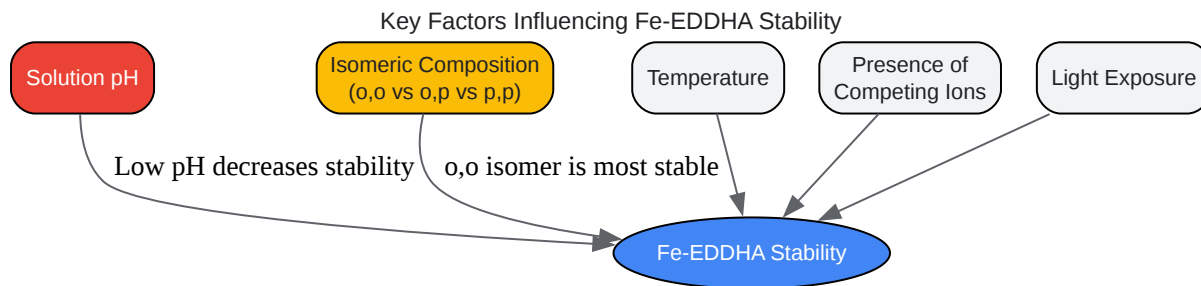 Key Factors Influencing Fe-EDDHA Stability
Solution pH
Isomeric Composition
(o,o vs o,p vs p,p)
Temperature
Presence of
Competing Ions
Light Exposure
Low pH decreases stability
o,o isomer is most stable
Fe-EDDHA Stability